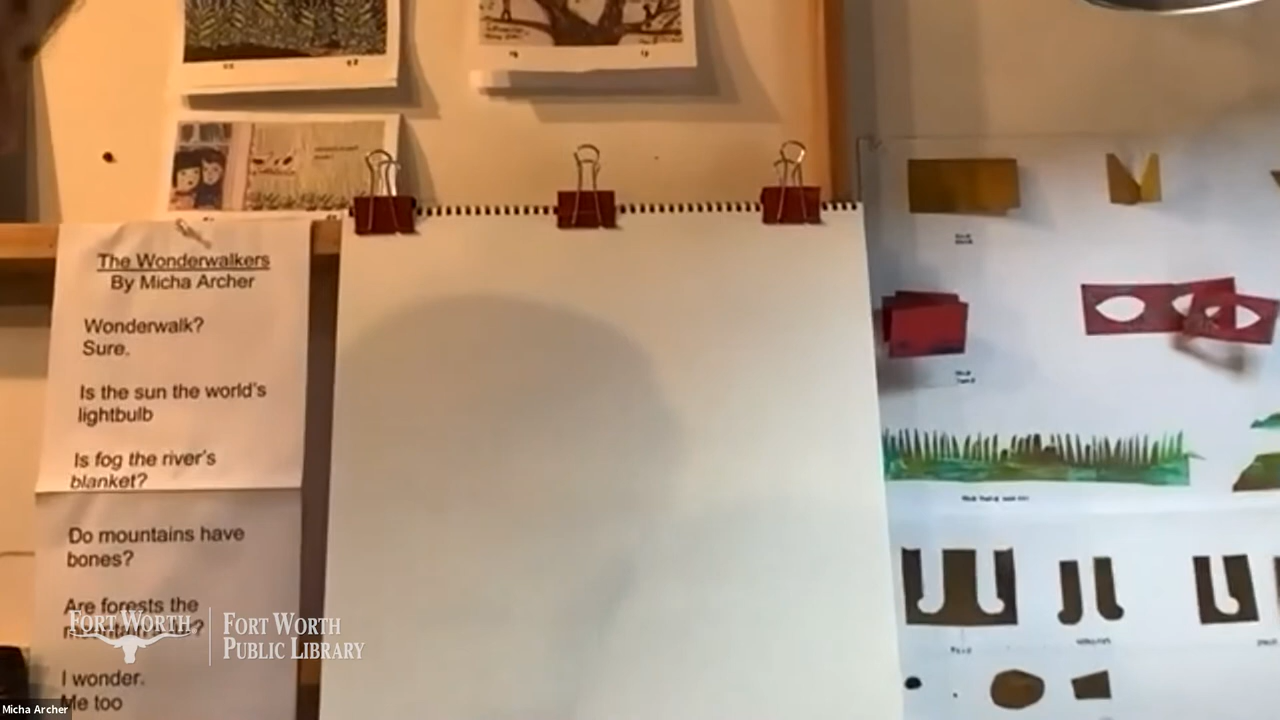 The Wonderwalkers
By Micha Archer
Wonderwalk?
Sure.
Is the sun the world's
lightbulb
Is fog the river's
blanket?
Do mountains have
bones?
Are forests the
I wonder.
Me too
FORT WORTH
FORT WORTH
PUBLIC LIBRARY
Micha Archer